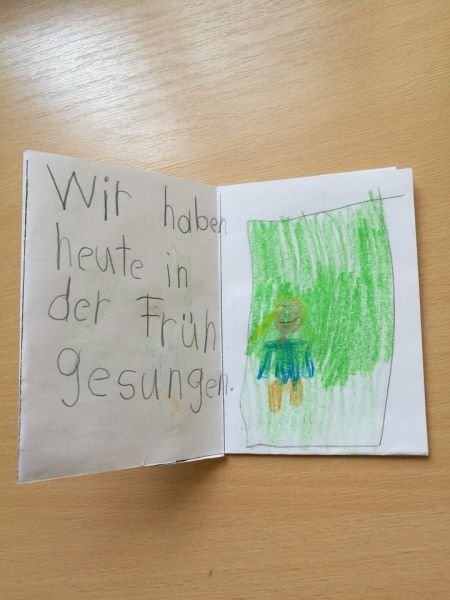 Wir haben
heute in
der Früh
gesungen.